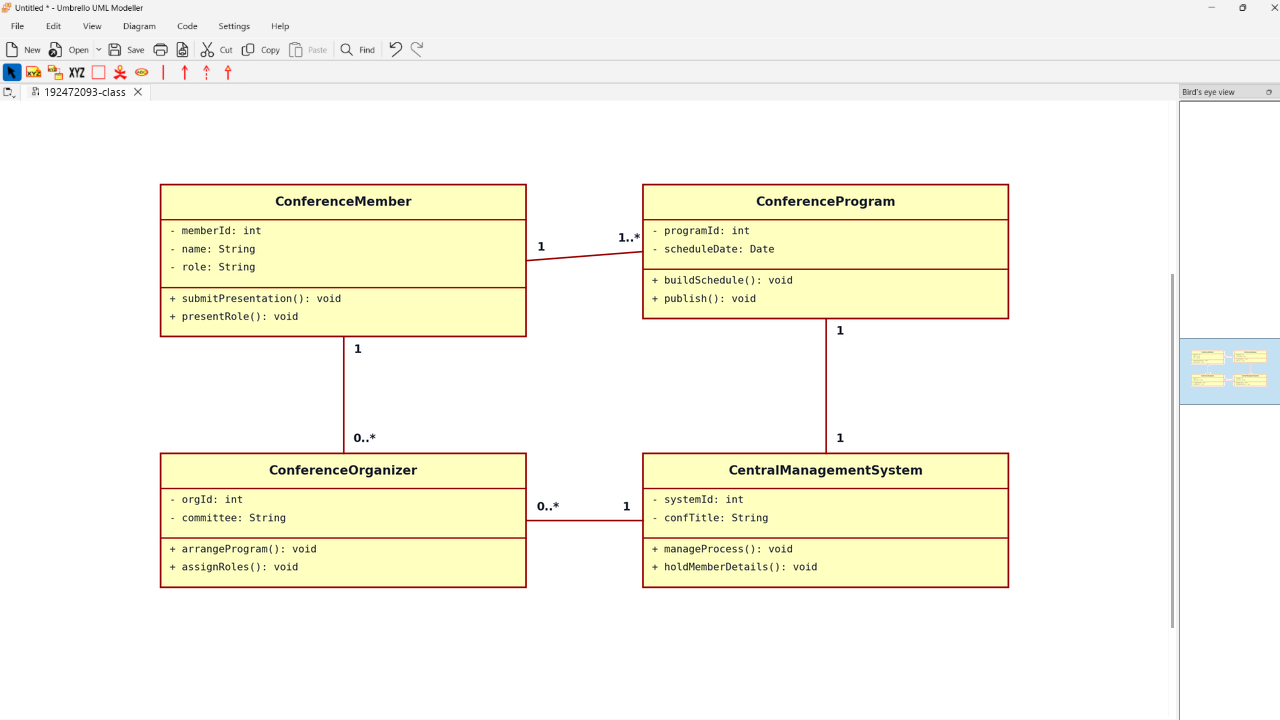 Untitled * - Umbrello UML Modeller
File Edit View Diagram Code Settings Help
New Open Save Cut Copy Paste Find
XYZ XYZ ABC
192472093-class
Bird's eye view
ConferenceMember
- memberId: int
- name: String
- role: String
+ submitPresentation(): void
+ presentRole(): void
1
1..*
ConferenceProgram
- programId: int
- scheduleDate: Date
+ buildSchedule(): void
+ publish(): void
1
0..*
1
1
ConferenceOrganizer
- orgId: int
- committee: String
+ arrangeProgram(): void
+ assignRoles(): void
0..*
1
CentralManagementSystem
- systemId: int
- confTitle: String
+ manageProcess(): void
+ holdMemberDetails(): void